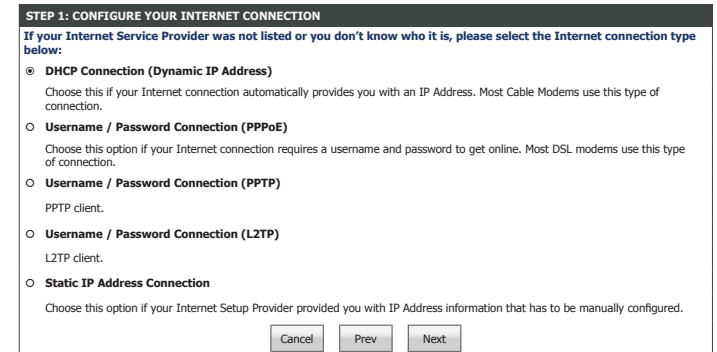 STEP 1: CONFIGURE YOUR INTERNET CONNECTION
If your Internet Service Provider was not listed or you don't know who it is, please select the Internet connection type
below:
DHCP Connection (Dynamic IP Address)
Choose this if your Internet connection automatically provides you with an IP Address. Most Cable Modems use this type of
connection.
Username / Password Connection (PPPoE)
Choose this option if your Internet connection requires a username and password to get online. Most DSL modems use this type
of connection.
Username / Password Connection (PPTP)
PPTP client.
Username / Password Connection (L2TP)
L2TP client.
Static IP Address Connection
Choose this option if your Internet Setup Provider provided you with IP Address information that has to be manually configured.
Cancel Prev Next